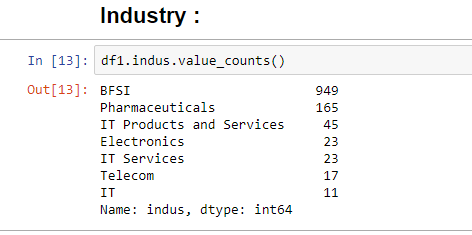 Industry :
In [13]: df1.indus.value_counts()
Out[13]: BFSI 949
Pharmaceuticals 165
IT Products and Services 45
Electronics 23
IT Services 23
Telecom 17
IT 11
Name: indus, dtype: int64